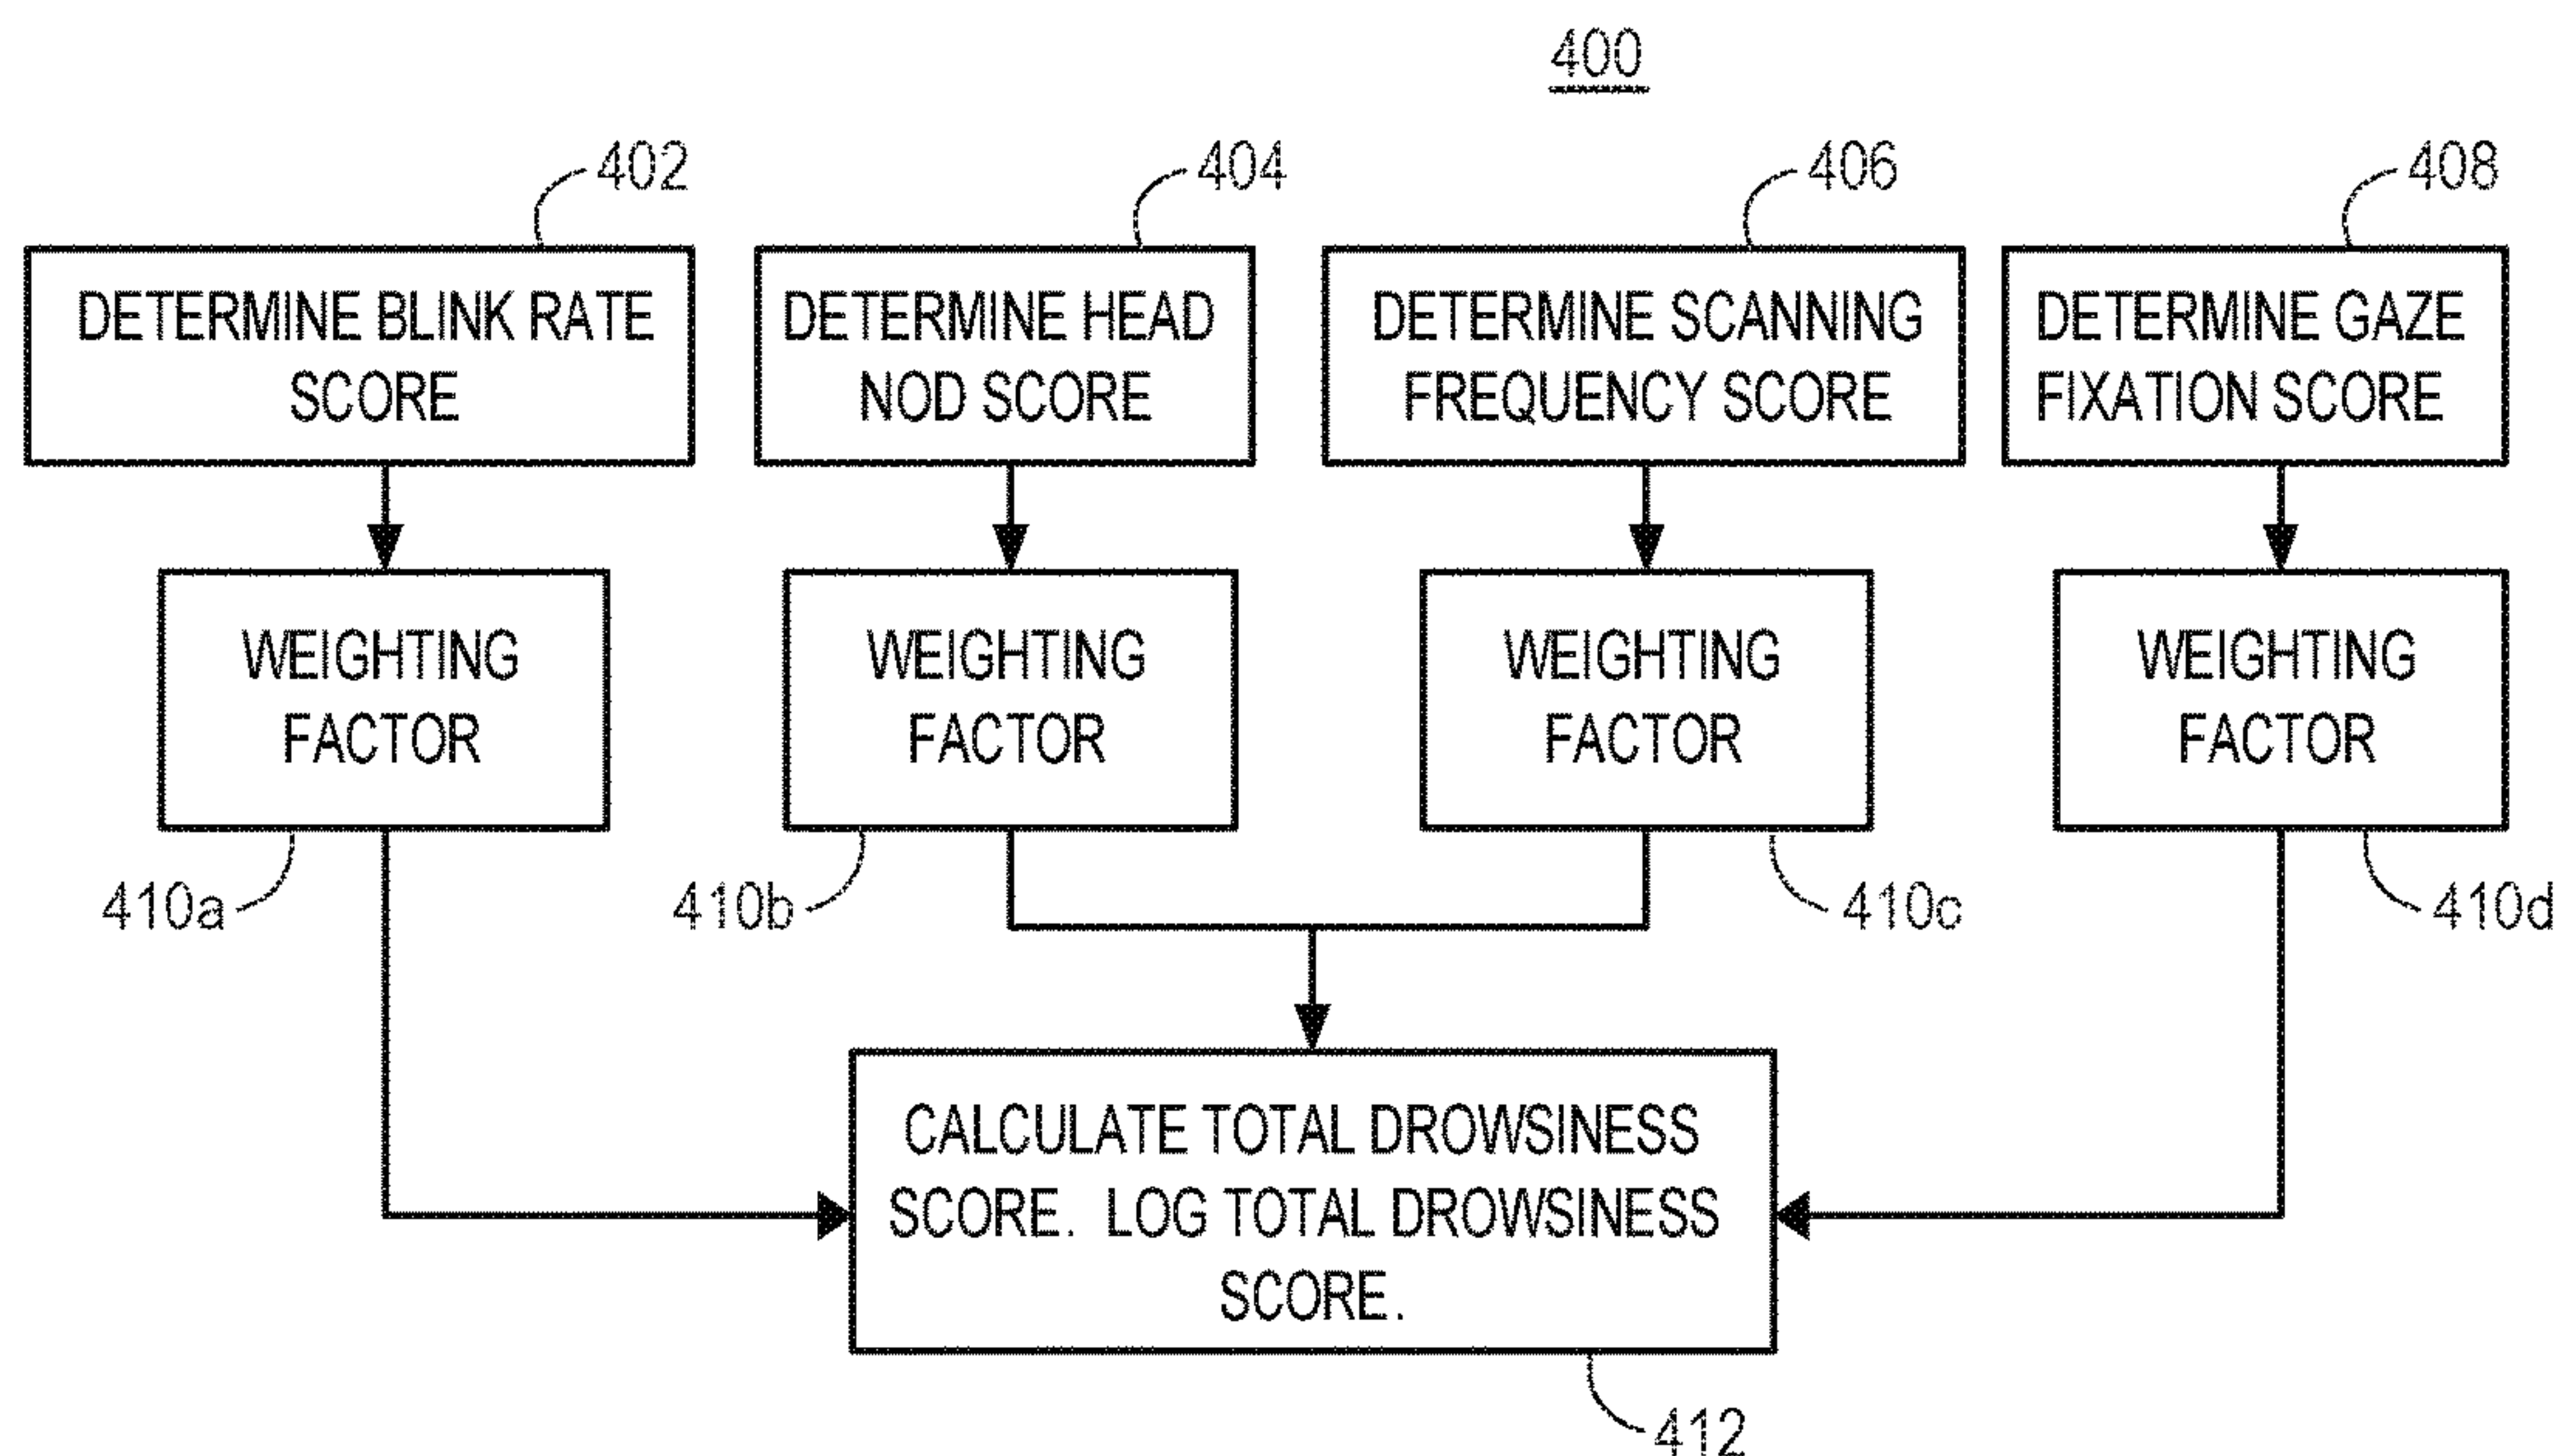 400
402
404
406
408
DETERMINE BLINK RATE
SCORE
DETERMINE HEAD
NOD SCORE
DETERMINE SCANNING
FREQUENCY SCORE
DETERMINE GAZE
FIXATION SCORE
WEIGHTING
FACTOR
WEIGHTING
FACTOR
WEIGHTING
FACTOR
WEIGHTING
FACTOR
410a
410b
410c
410d
CALCULATE TOTAL DROWSINESS
SCORE. LOG TOTAL DROWSINESS
SCORE.
412